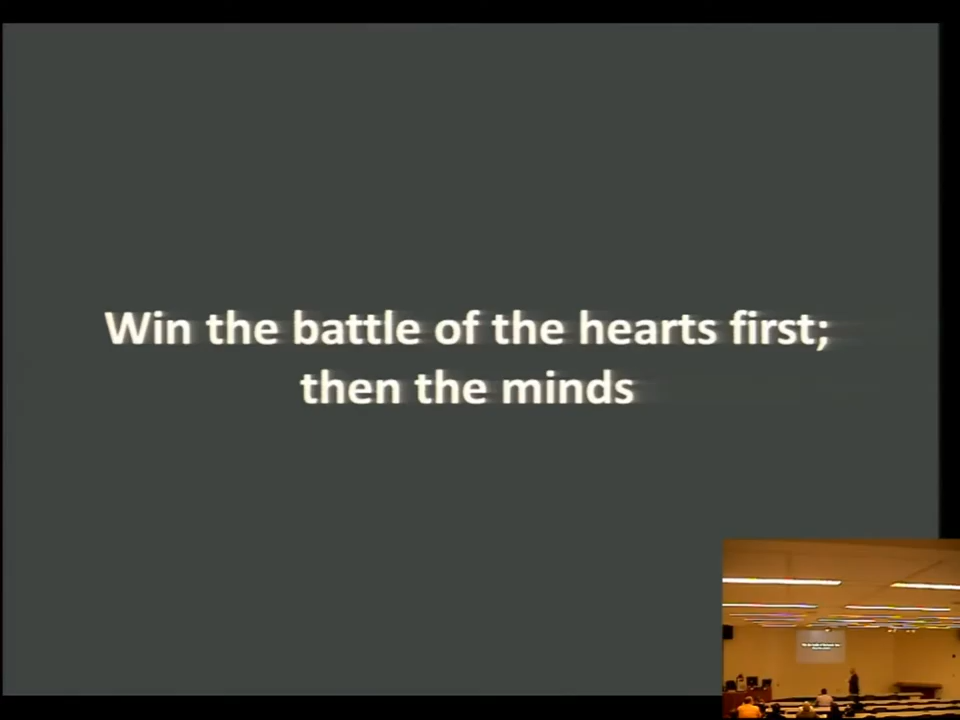 Win the battle of the hearts first;
then the minds